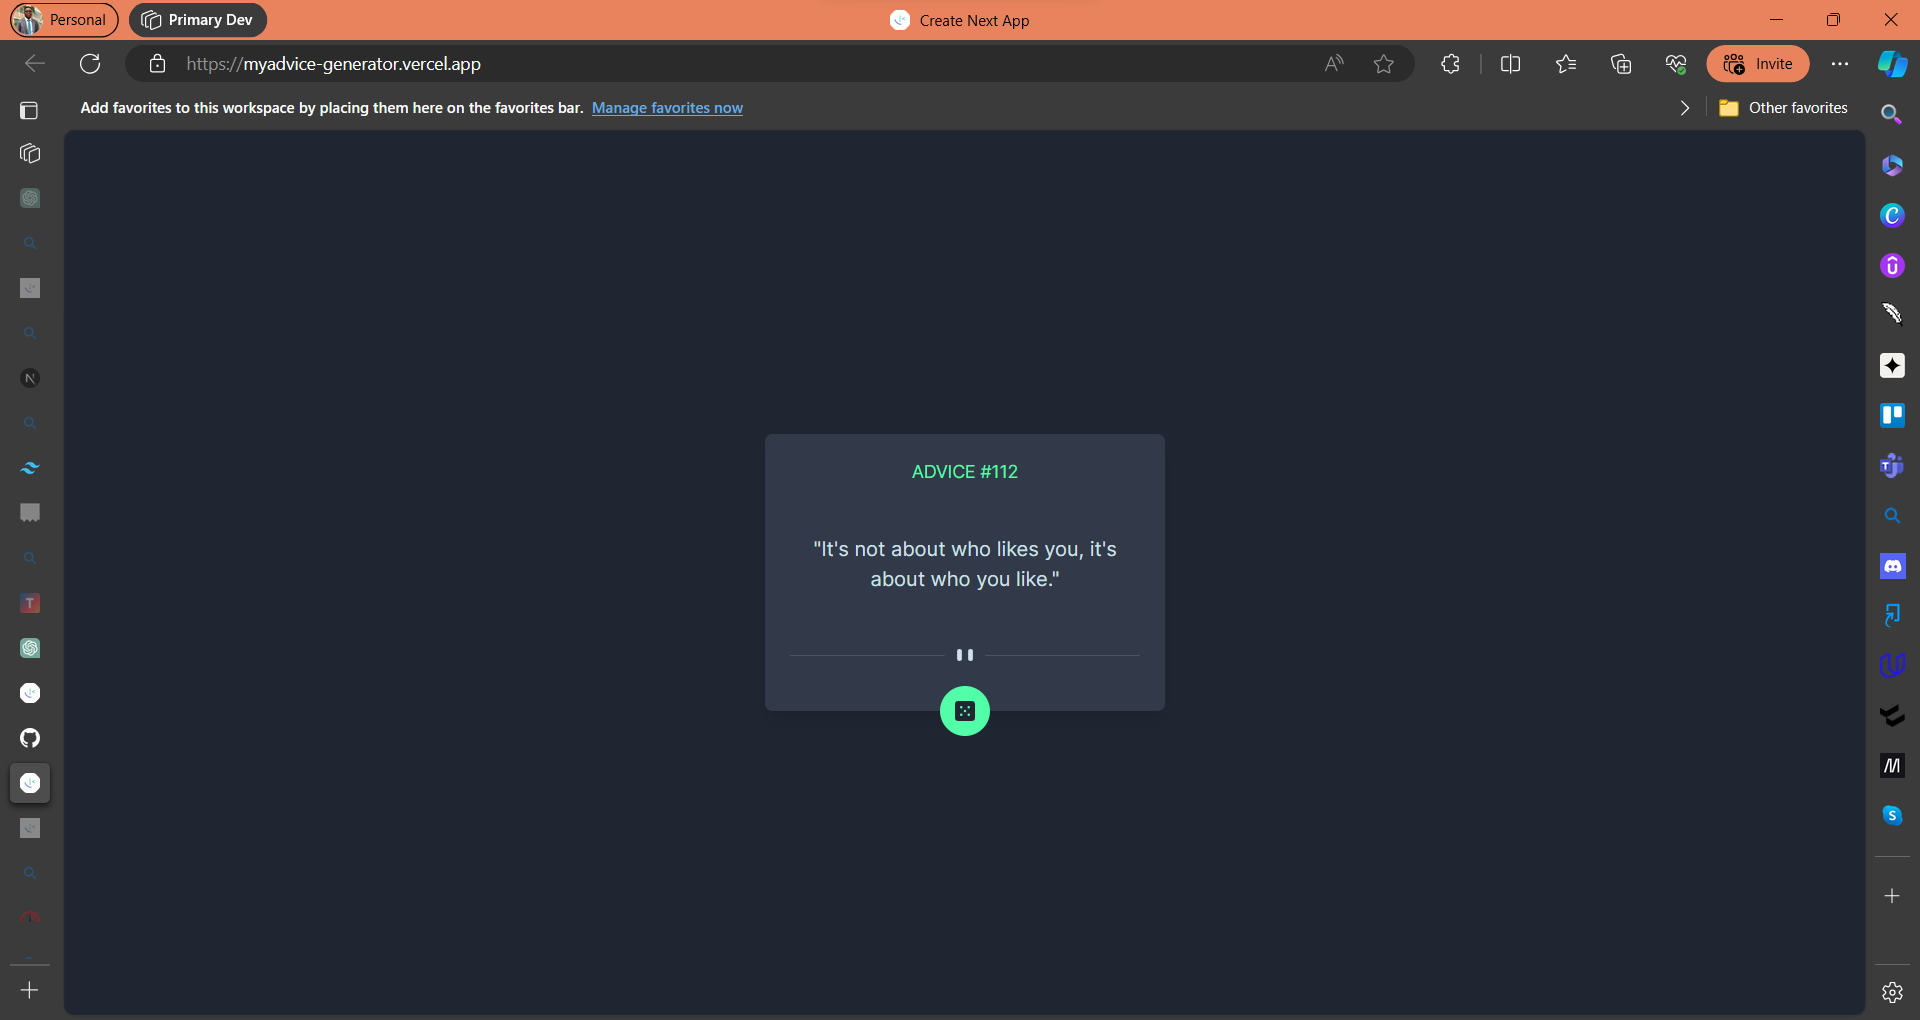 Personal
Primary Dev
Create Next App
https://myadvice-generator.vercel.app
Invite
Add favorites to this workspace by placing them here on the favorites bar. Manage favorites now
Other favorites
ADVICE #112
"It's not about who likes you, it's
about who you like."